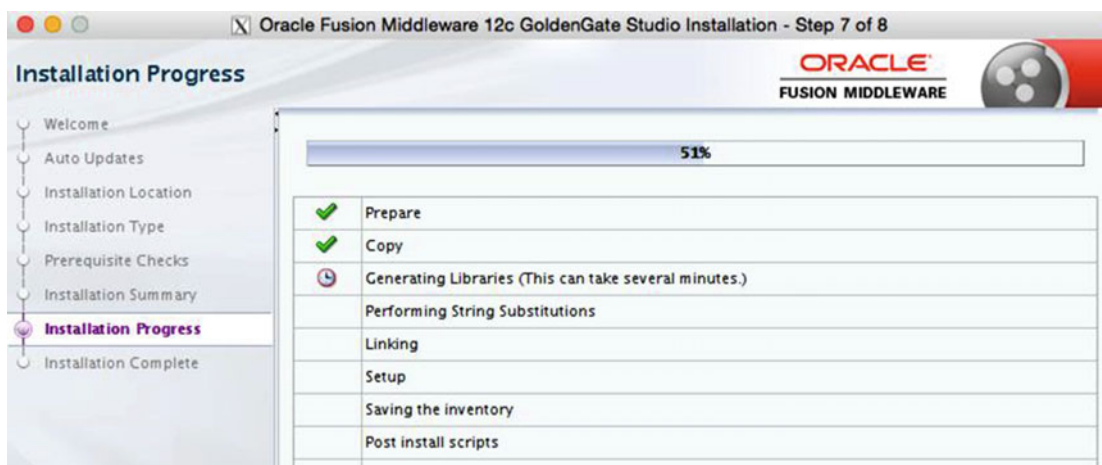 X Oracle Fusion Middleware 12c GoldenGate Studio Installation - Step 7 of 8
Installation Progress
ORACLE
FUSION MIDDLEWARE
Welcome
Auto Updates
Installation Location
Installation Type
Prerequisite Checks
Installation Summary
Installation Progress
Installation Complete
51%
Prepare
Copy
Generating Libraries (This can take several minutes.)
Performing String Substitutions
Linking
Setup
Saving the inventory
Post install scripts